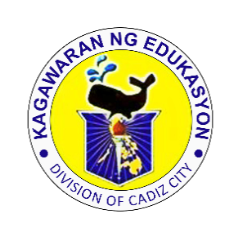 KAGAWARAN NG EDUKASYON
DIVISION OF CADIZ CITY